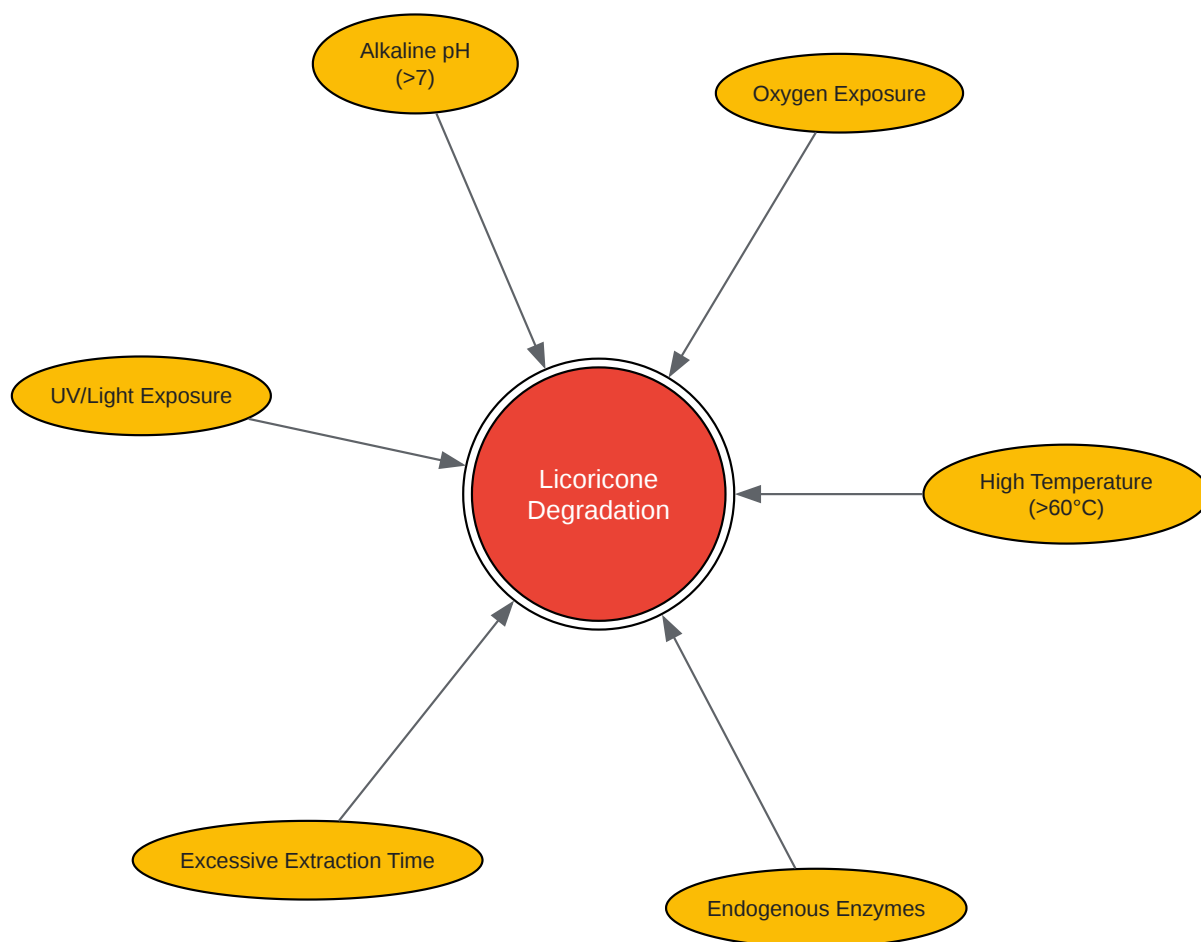 Alkaline pH
(>7)
Oxygen Exposure
UV/Light Exposure
Licoricone
Degradation
High Temperature
(>60°C)
Excessive Extraction Time
Endogenous Enzymes